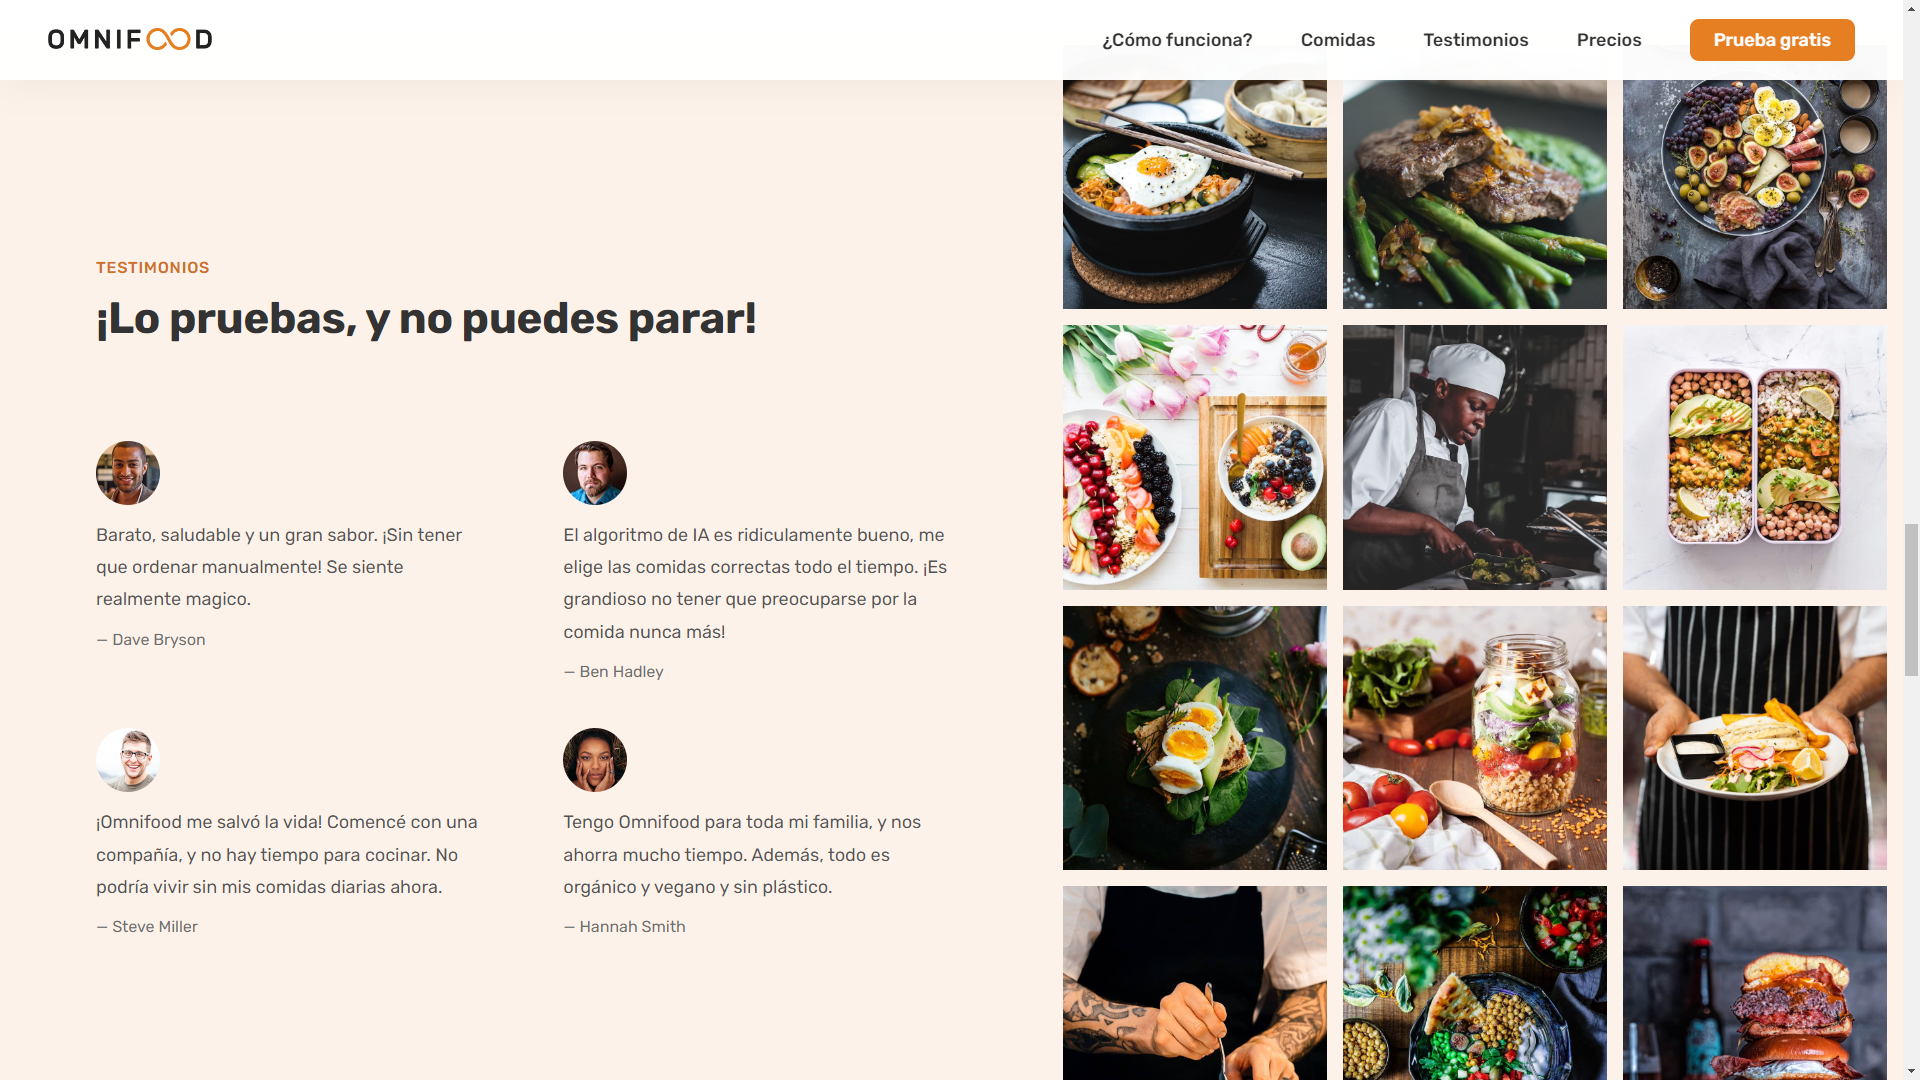 OMNIFOOD
¿Cómo funciona?
Comidas
Testimonios
Precios
Prueba gratis
TESTIMONIOS
¡Lo pruebas, y no puedes parar!
Barato, saludable y un gran sabor. ¡Sin tener
que ordenar manualmente! Se siente
realmente magico.
— Dave Bryson
El algoritmo de IA es ridiculamente bueno, me
elige las comidas correctas todo el tiempo. ¡Es
grandioso no tener que preocuparse por la
comida nunca más!
— Ben Hadley
¡Omnifood me salvó la vida! Comencé con una
compañía, y no hay tiempo para cocinar. No
podría vivir sin mis comidas diarias ahora.
— Steve Miller
Tengo Omnifood para toda mi familia, y nos
ahorra mucho tiempo. Además, todo es
orgánico y vegano y sin plástico.
— Hannah Smith